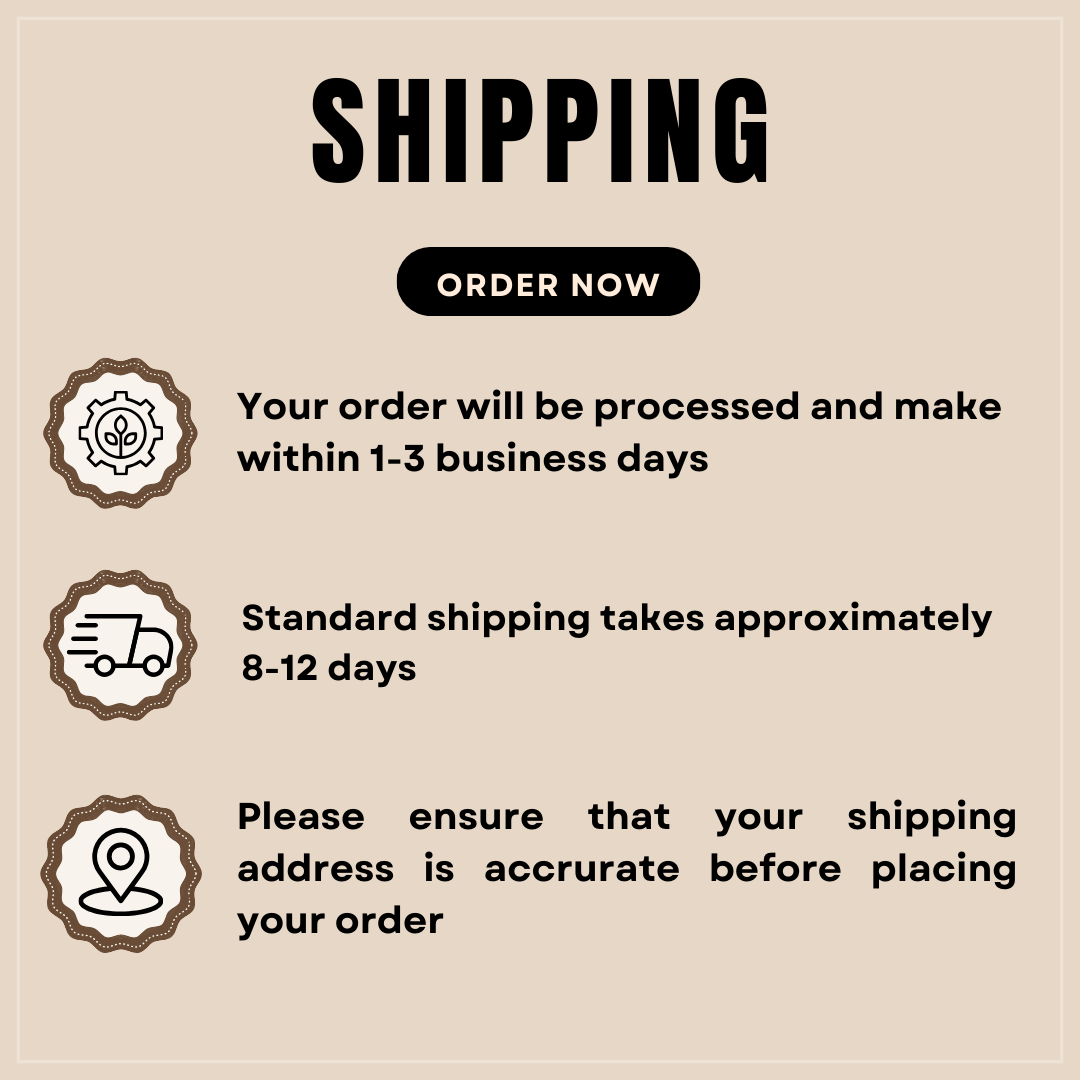 SHIPPING
ORDER NOW
Your order will be processed and make
within 1-3 business days
Standard shipping takes approximately
8-12 days
Please ensure that your shipping
address is accrurate before placing
your order